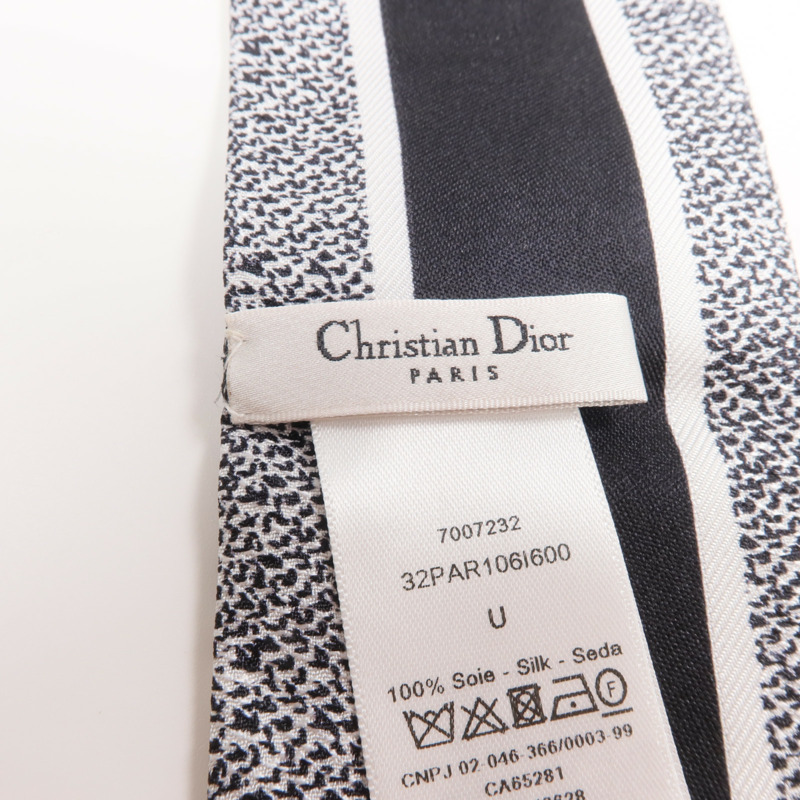 Christian Dior
PARIS
7007232
32PAR106I600
U
100% Soie - Silk - Seda
F
CNPJ 02-046-366/0003-99
CA65281